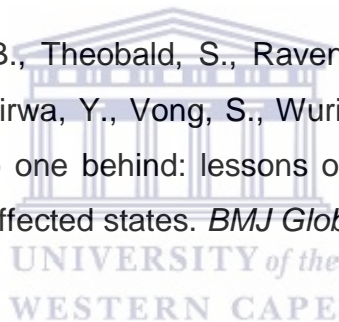 B., Theobald, S., Raven
irwa, Y., Vong, S., Wuri
one behind: lessons o
ffected states. BMJ Glob
UNIVERSITY of the
WESTERN CAPE